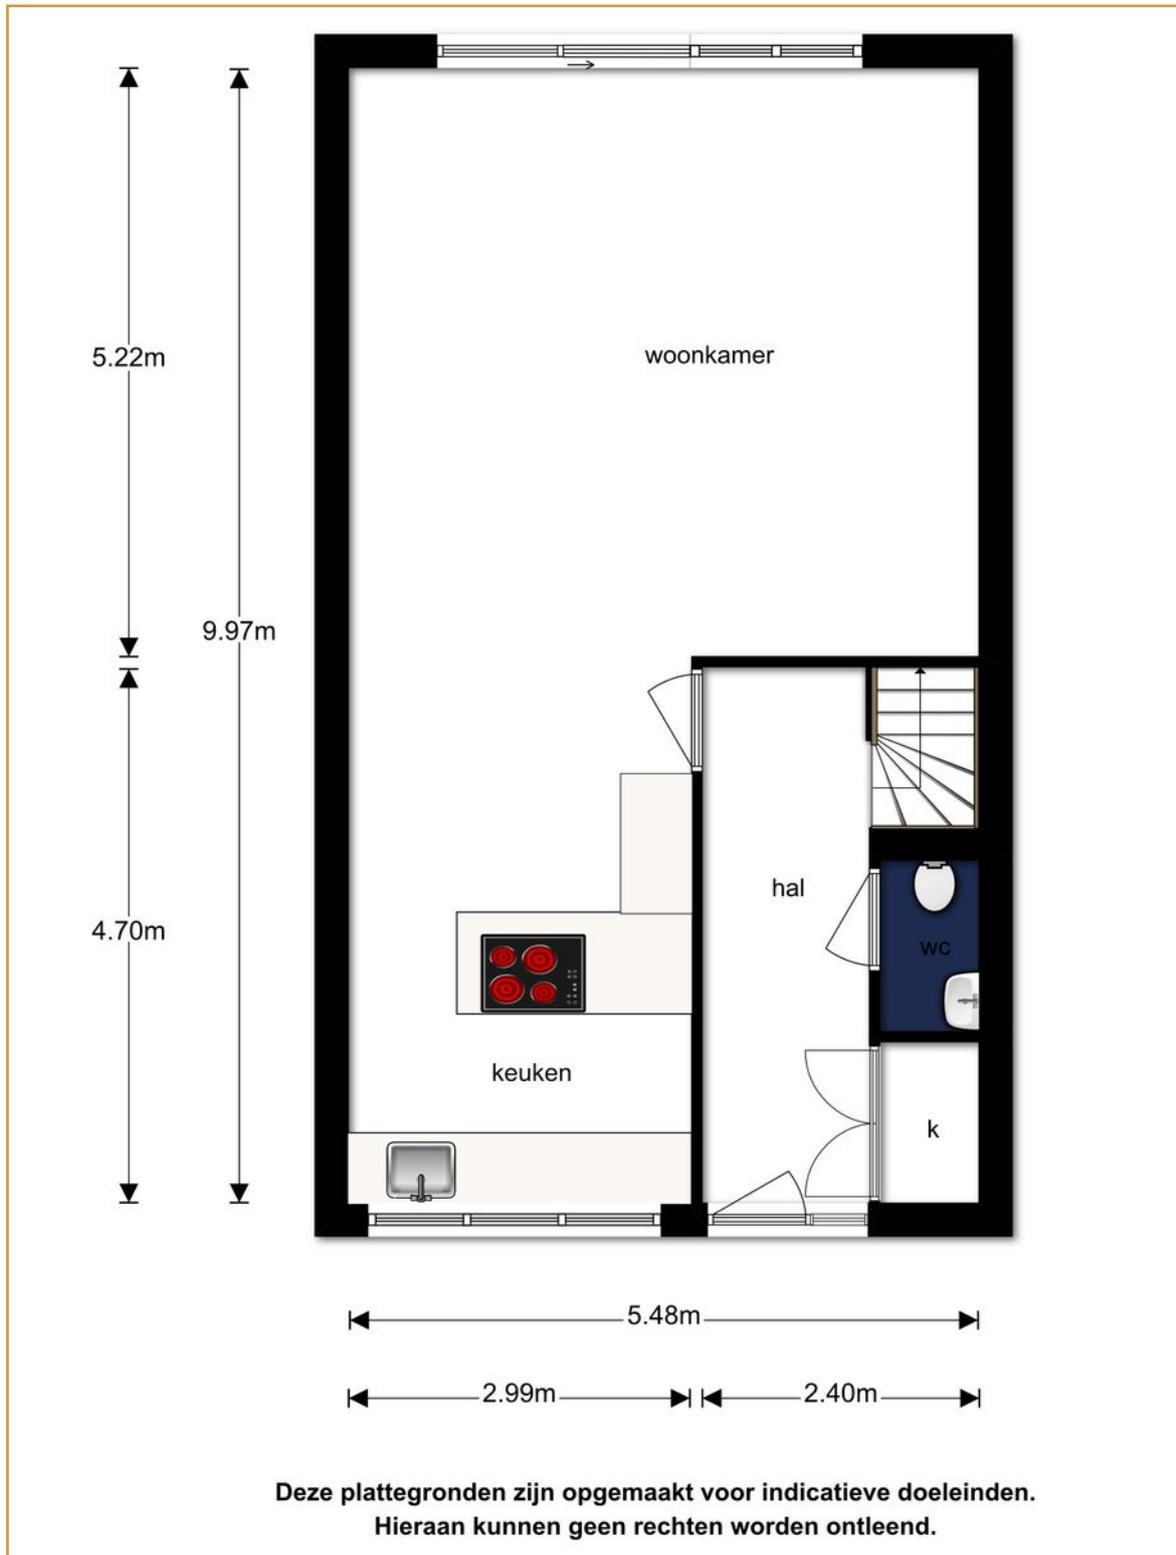 woonkamer
5.22m
9.97m
hal
4.70m
wc
keuken
k
5.48m
2.99m
2.40m
Deze plattegronden zijn opgemaakt voor indicatieve doeleinden.
Hieraan kunnen geen rechten worden ontleend.